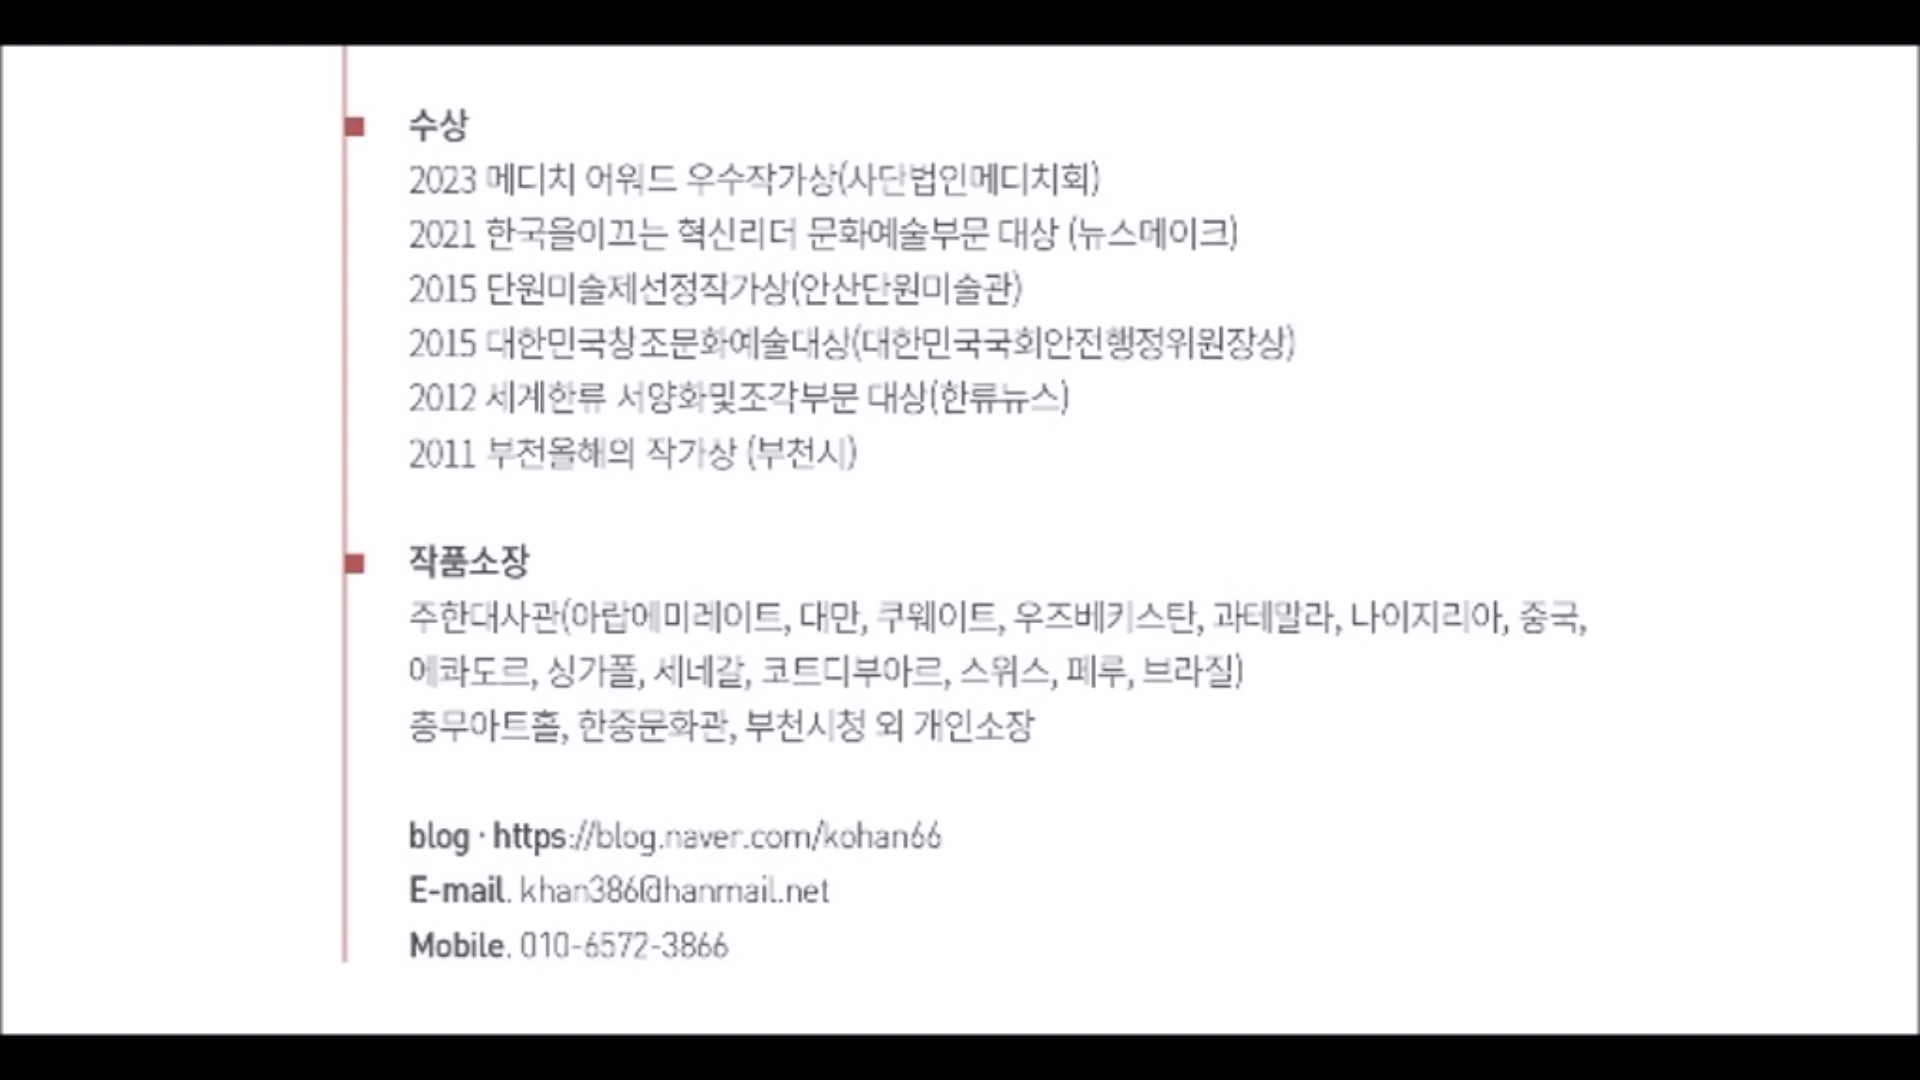 수상
2023 메디치 어워드 우수작가상(사단법인메디치회)
2021 한국을이끄는 혁신리더 문화예술부문 대상 (뉴스메이크)
2015 단원미술제선정작가상(안산단원미술관)
2015 대한민국창조문화예술대상(대한민국국회안전행정위원장상)
2012 세계한류 서양화및조각부문 대상(한류뉴스)
2011 부천올해의 작가상 (부천시)
작품소장
주한대사관(아랍에미레이트, 대만, 쿠웨이트, 우즈베키스탄, 과테말라, 나이지리아, 중국,
에콰도르, 싱가폴, 세네갈, 코트디부아르, 스위스, 페루, 브라질)
충무아트홀, 한중문화관, 부천시청 외 개인소장
blog · https://blog.naver.com/kohan66
E-mail. khan386@hanmail.net
Mobile. 010-6572-3866